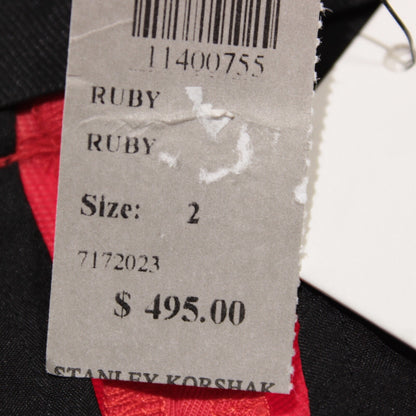 11400755
RUBY
RUBY
Size: 2
7172023
$ 495.00
STANLEY KORSHAK